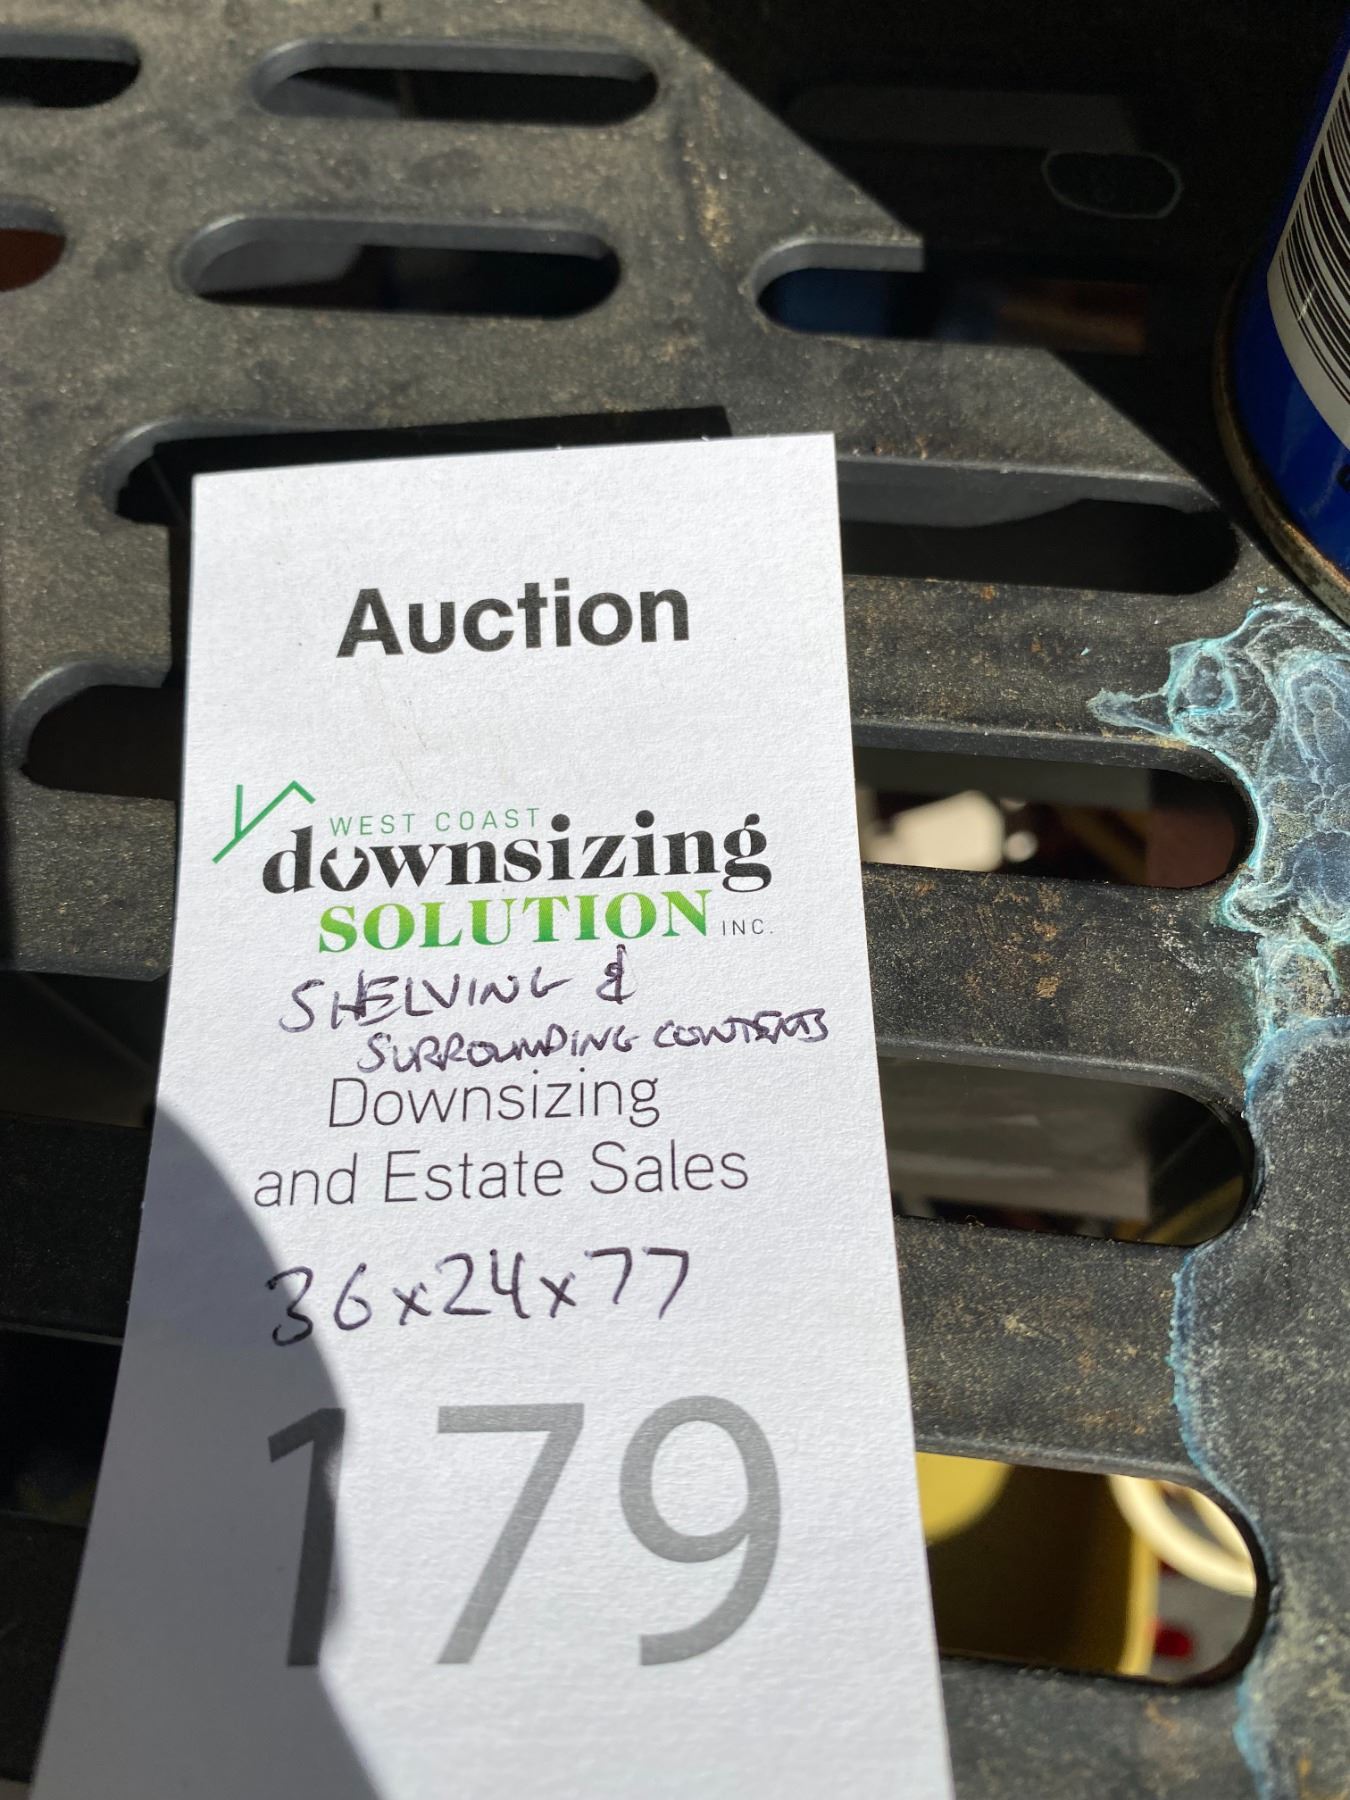 Auction
WEST COAST
downsizing
SOLUTION INC.
SHELVING &
SURROUNDING CONTENTS
Downsizing
and Estate Sales
36x24x77
179